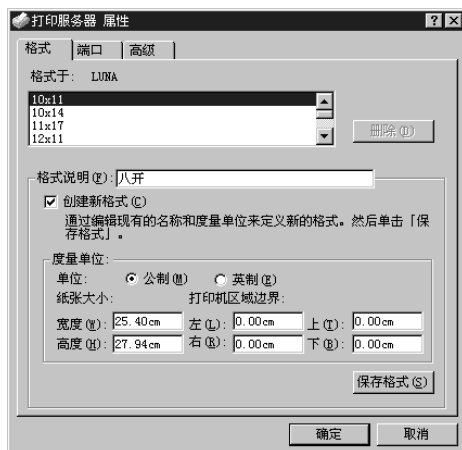 打印服务器 属性
格式 端口 高级
格式于: LUNA
10x11
10x14
11x17
12x11
删除(D)
格式说明(F): 八开
创建新格式(C)
通过编辑现有的名称和度量单位来定义新的格式。然后单击「保
存格式」。
度量单位:
单位: 公制(M) 英制(E)
纸张大小: 打印机区域边界:
宽度(W): 25.40cm 左(L): 0.00cm 上(T): 0.00cm
高度(H): 27.94cm 右(R): 0.00cm 下(B): 0.00cm
保存格式(S)
确定 取消